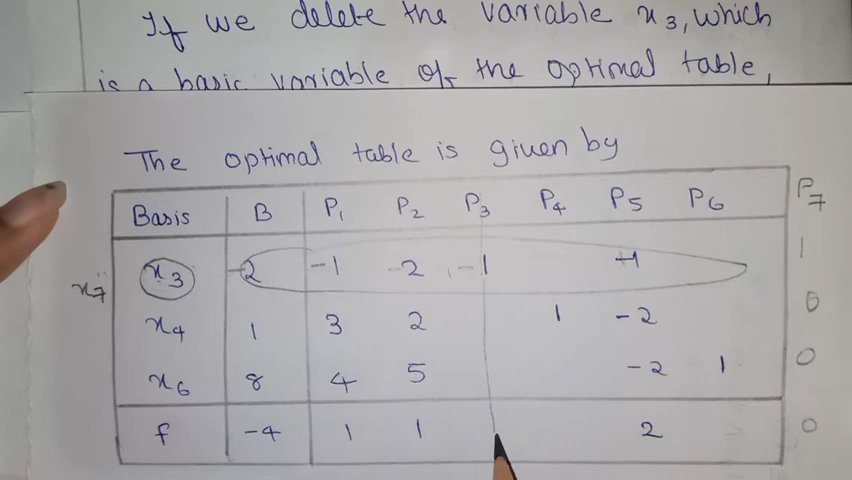 If we delete the variable x3, which
is a basic variable of the optimal table,
The optimal table is given by
Basis B P1 P2 P3 P4 P5 P6 P7
x3 -2 -1 -2 -1 1
x7
x4 1 3 2 1 -2 0
x6 8 4 5 -2 1 0
f -4 1 1 2 0